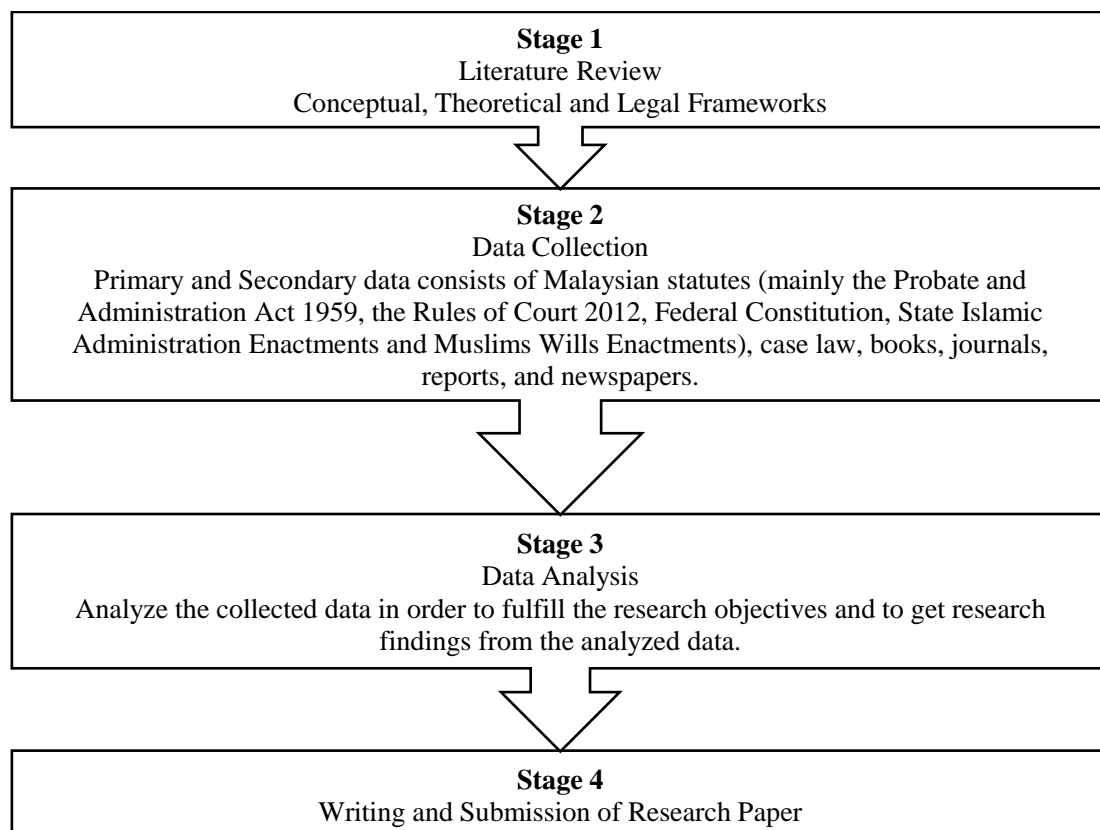 Stage 1
Literature Review
Conceptual, Theoretical and Legal Frameworks
Stage 2
Data Collection
Primary and Secondary data consists of Malaysian statutes (mainly the Probate and
Administration Act 1959, the Rules of Court 2012, Federal Constitution, State Islamic
Administration Enactments and Muslims Wills Enactments), case law, books, journals,
reports, and newspapers.
Stage 3
Data Analysis
Analyze the collected data in order to fulfill the research objectives and to get research
findings from the analyzed data.
Stage 4
Writing and Submission of Research Paper